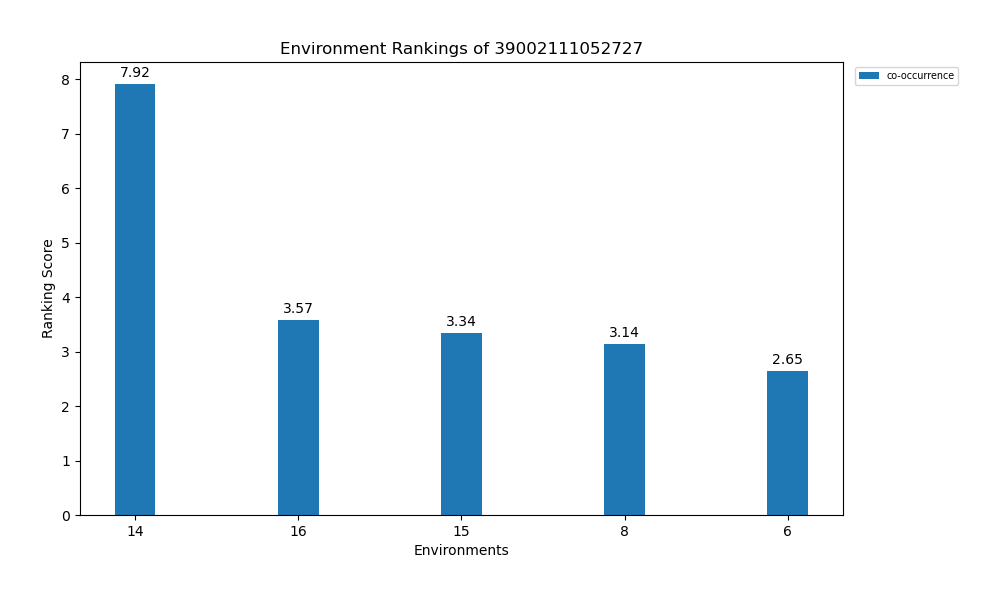 Environment Rankings of 39002111052727
co-occurrence
Ranking Score
8
7
6
5
4
3
2
1
0
7.92
3.57
3.34
3.14
2.65
14 16 15 8 6
Environments